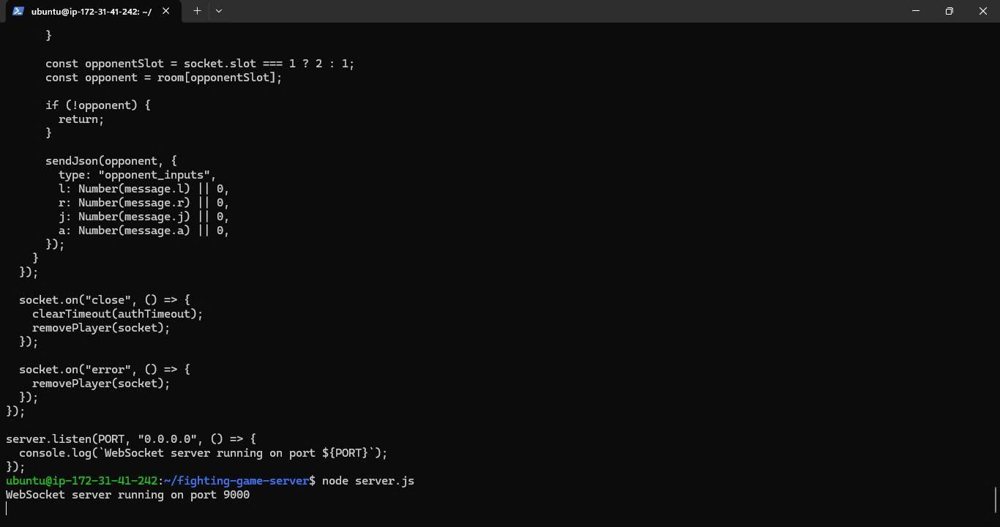 ubuntu@ip-172-31-41-242: ~/
      }

      const opponentSlot = socket.slot === 1 ? 2 : 1;
      const opponent = room[opponentSlot];

      if (!opponent) {
        return;
      }

      sendJson(opponent, {
        type: "opponent_inputs",
        l: Number(message.l) || 0,
        r: Number(message.r) || 0,
        j: Number(message.j) || 0,
        a: Number(message.a) || 0,
      });
    }
  });

  socket.on("close", () => {
    clearTimeout(authTimeout);
    removePlayer(socket);
  });

  socket.on("error", () => {
    removePlayer(socket);
  });
});

server.listen(PORT, "0.0.0.0", () => {
  console.log(`WebSocket server running on port ${PORT}`);
});
ubuntu@ip-172-31-41-242:~/fighting-game-server$ node server.js
WebSocket server running on port 9000